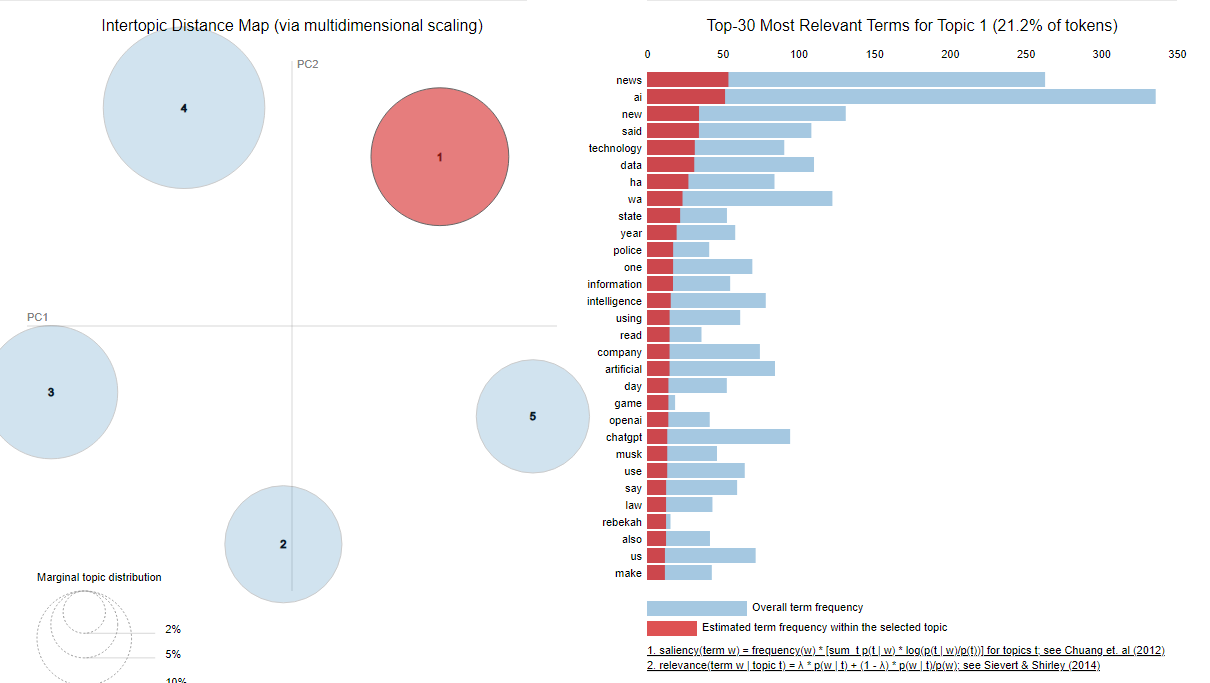 Intertopic Distance Map (via multidimensional scaling)
PC2
4
1
PC1
3
5
2
Marginal topic distribution
2%
5%
10%
Top-30 Most Relevant Terms for Topic 1 (21.2% of tokens)
0 50 100 150 200 250 300 350
news
ai
new
said
technology
data
ha
wa
state
year
police
one
information
intelligence
using
read
company
artificial
day
game
openai
chatgpt
musk
use
say
law
rebekah
also
us
make
Overall term frequency
Estimated term frequency within the selected topic
1. saliency(term w) = frequency(w) * [sum_t p(t | w) * log(p(t | w)/p(t))] for topics t; see Chuang et. al (2012)
2. relevance(term w | topic t) = λ * p(w | t) + (1 - λ) * p(w | t)/p(w); see Sievert & Shirley (2014)